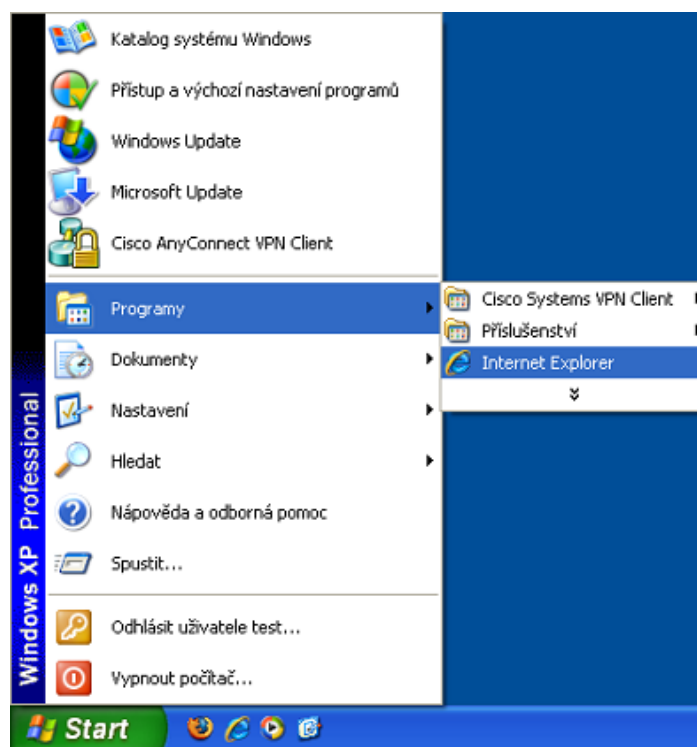 Katalog systému Windows
Přístup a výchozí nastavení programů
Windows Update
Microsoft Update
Cisco AnyConnect VPN Client
Programy
Dokumenty
Nastavení
Hledat
Nápověda a odborná pomoc
Spustit...
Odhlásit uživatele test...
Vypnout počítač...
Cisco Systems VPN Client
Příslušenství
Internet Explorer
Windows XP Professional
Start